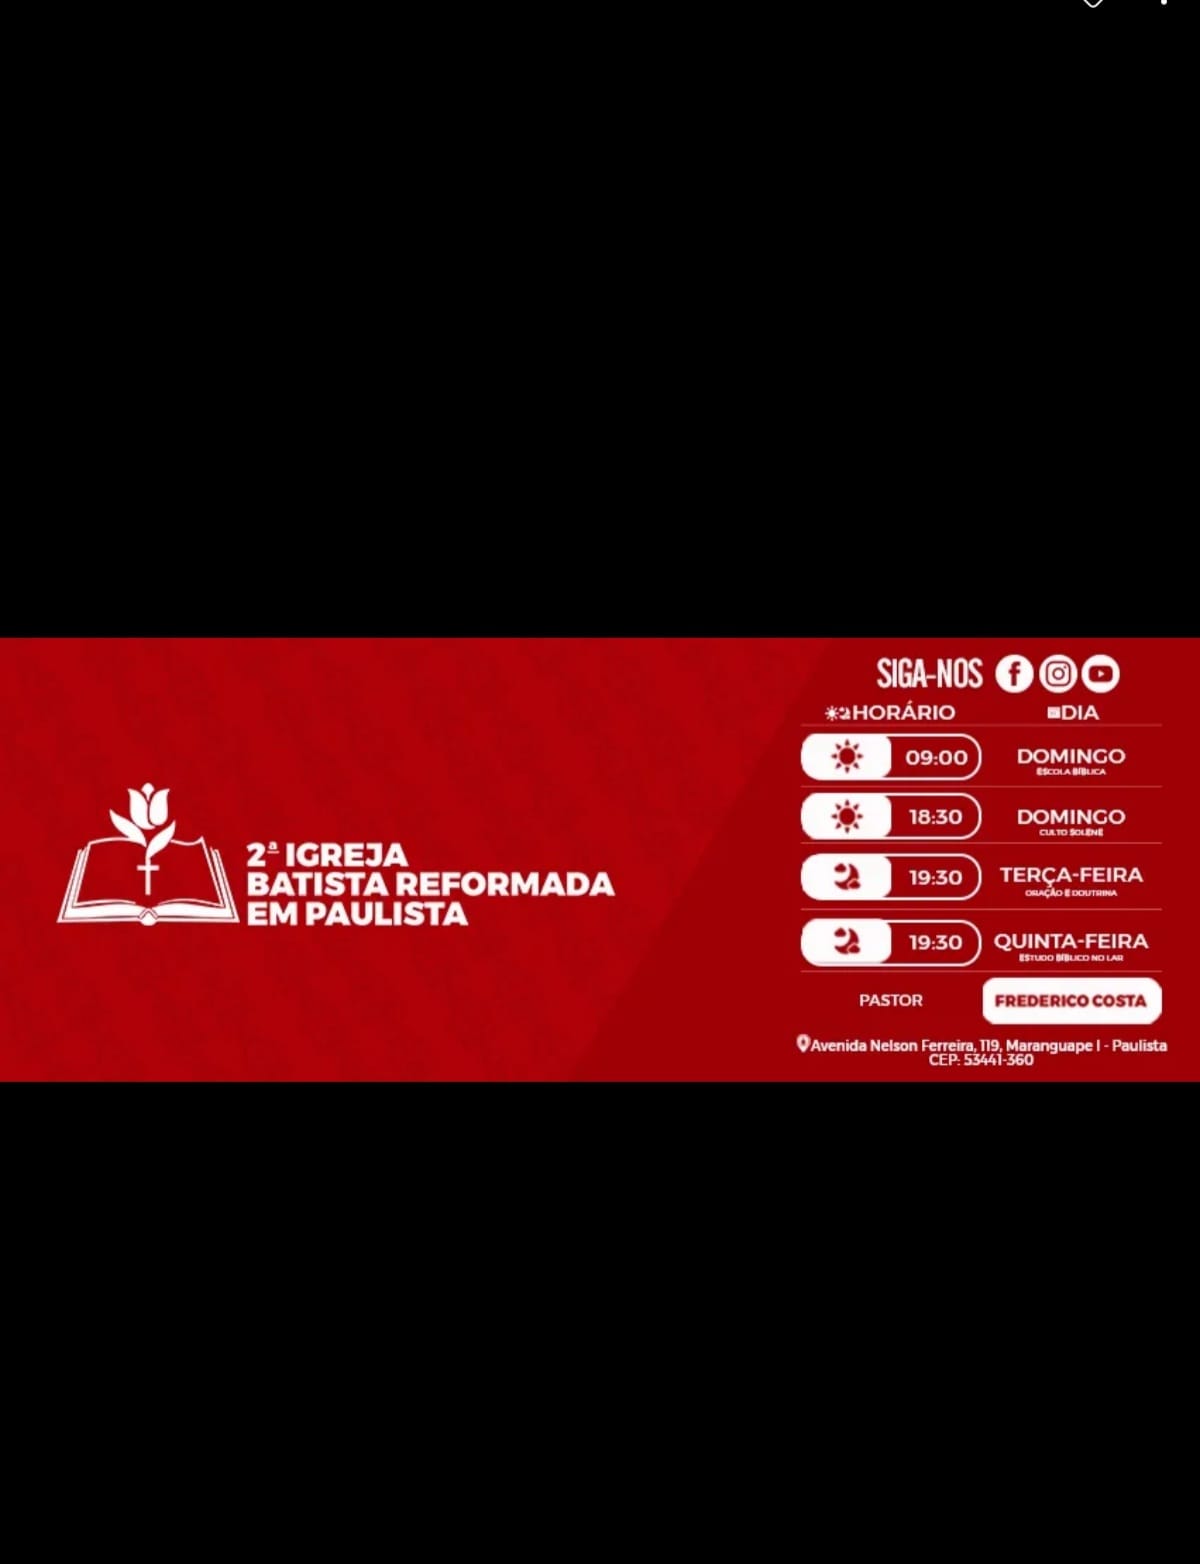 SIGA-NOS
HORÁRIO DIA
09:00 DOMINGO
ESCOLA BÍBLICA
18:30 DOMINGO
CULTO SOLENE
19:30 TERÇA-FEIRA
ORAÇÃO E DOUTRINA
19:30 QUINTA-FEIRA
ESTUDO BÍBLICO NO LAR
PASTOR FREDERICO COSTA
Avenida Nelson Ferreira, 119, Maranguape I - Paulista
CEP: 53441-360
2ª IGREJA
BATISTA REFORMADA
EM PAULISTA